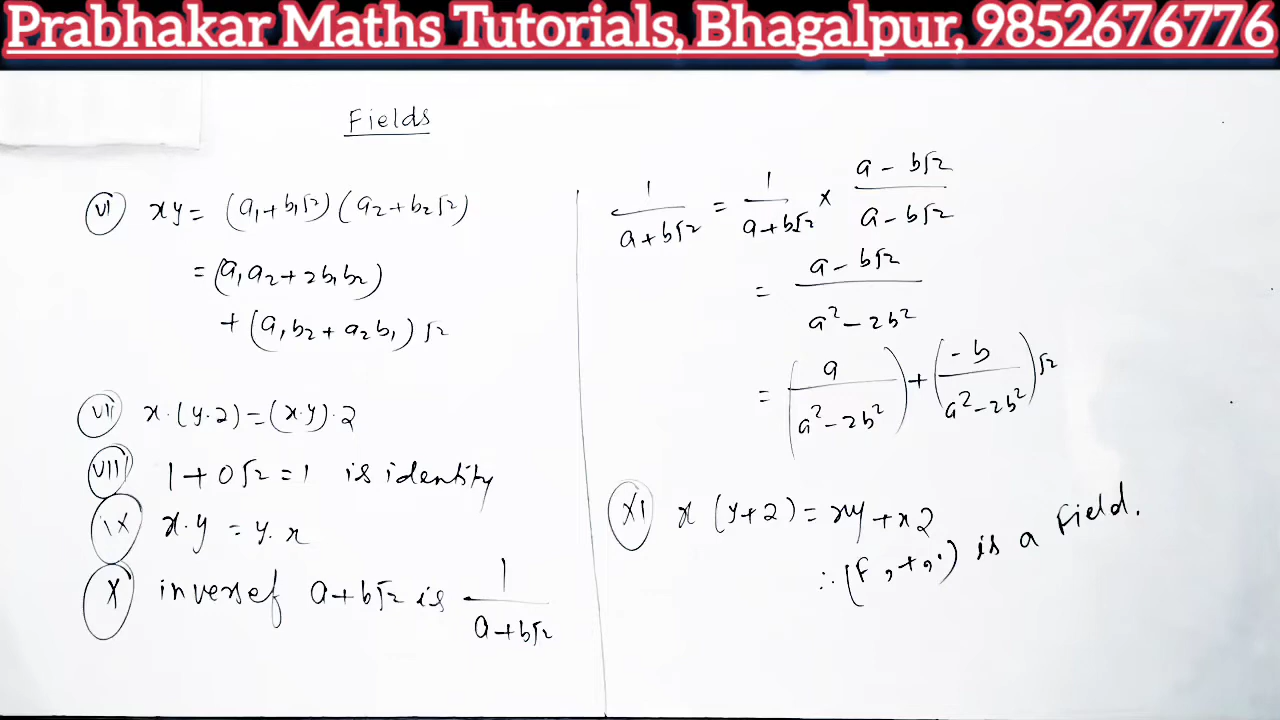 Prabhakar Maths Tutorials, Bhagalpur, 9852676776
Fields
(vi) xy = (a₁+b₁√2)(a₂+b₂√2)
= (a₁a₂+2b₁b₂)
+ (a₁b₂+a₂b₁)√2
(vii) x.(y.z)=(x.y).z
(viii) 1+0√2=1 is identity
(ix) x.y = y.x
(x) inverse of a+b√2 is 1/(a+b√2)
1/(a+b√2) = 1/(a+b√2) × (a-b√2)/(a-b√2)
= (a-b√2)/(a²-2b²)
= (a/(a²-2b²)) + (-b/(a²-2b²))√2
(xi) x(y+z)=xy+xz
∴ (F,+,.) is a field.